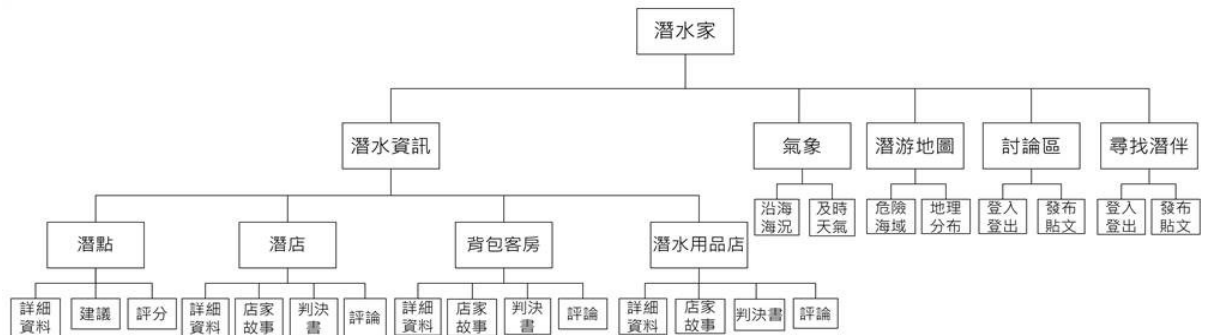 潛水家
潛水資訊
氣象
潛游地圖
討論區
尋找潛伴
沿海
海況
及時
天氣
危險
海域
地理
分布
登入
登出
發布
貼文
登入
登出
發布
貼文
潛點
潛店
背包客房
潛水用品店
詳細
資料
建議
評分
詳細
資料
店家
故事
判決
書
評論
詳細
資料
店家
故事
判決
書
評論
詳細
資料
店家
故事
判決書
評論